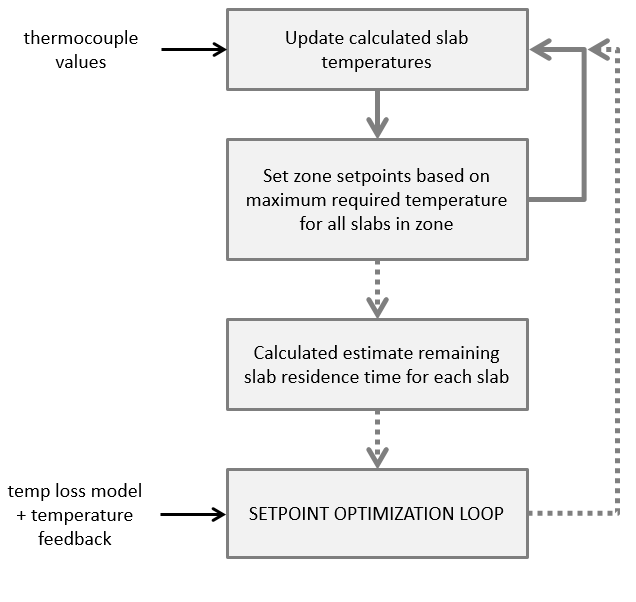 thermocouple
values
Update calculated slab
temperatures
Set zone setpoints based on
maximum required temperature
for all slabs in zone
Calculated estimate remaining
slab residence time for each slab
temp loss model
+ temperature
feedback
SETPOINT OPTIMIZATION LOOP